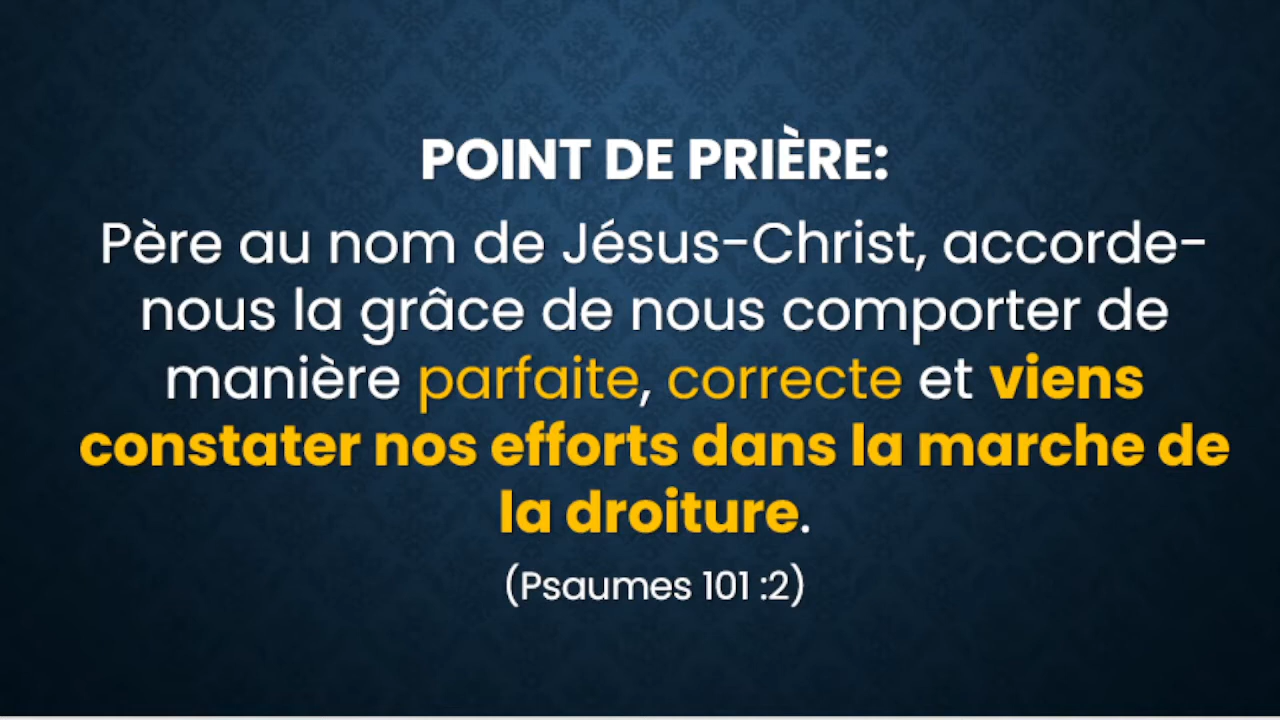 POINT DE PRIÈRE:
Père au nom de Jésus-Christ, accorde-
nous la grâce de nous comporter de
manière parfaite, correcte et viens
constater nos efforts dans la marche de
la droiture.
(Psaumes 101 :2)